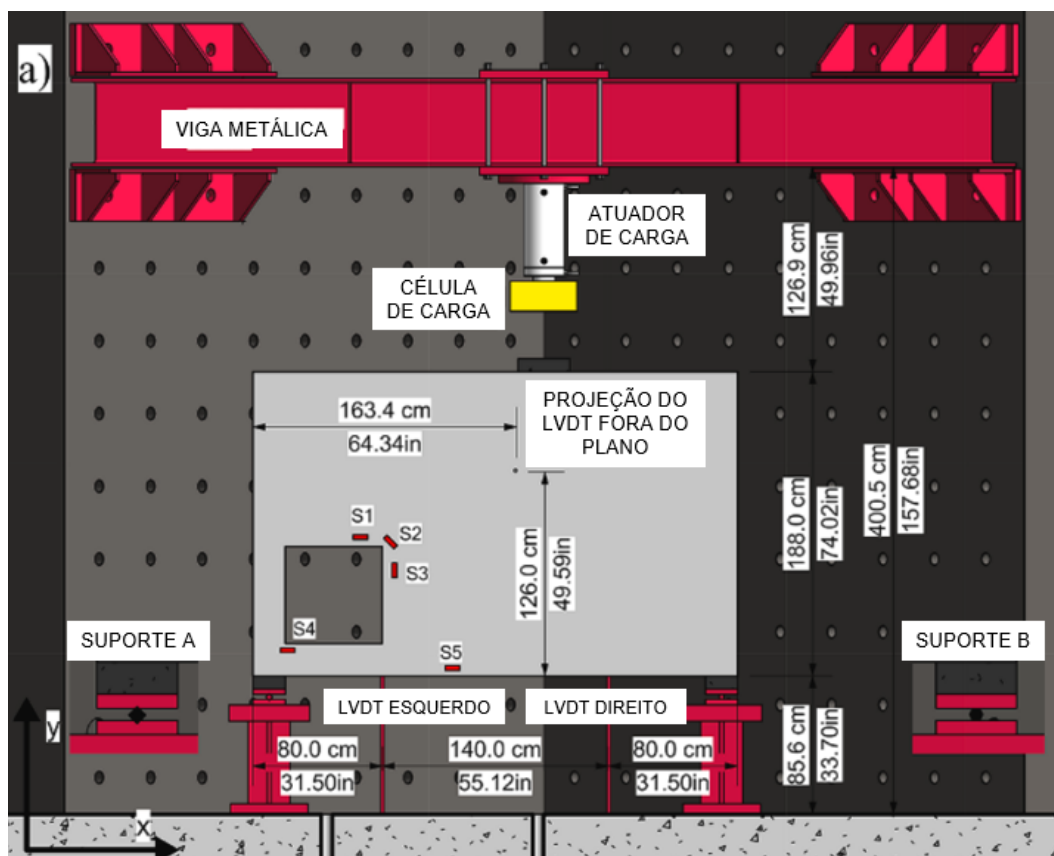 a)
VIGA METÁLICA
ATUADOR
DE CARGA
CÉLULA
DE CARGA
126.9 cm
49.96in
163.4 cm
64.34in
PROJEÇÃO DO
LVDT FORA DO
PLANO
S1
S2
S3
126.0 cm
49.59in
188.0 cm
74.02in
400.5 cm
157.68in
S4
S5
SUPORTE A
SUPORTE B
LVDT ESQUERDO
LVDT DIREITO
80.0 cm
31.50in
140.0 cm
55.12in
80.0 cm
31.50in
85.6 cm
33.70in
y
x